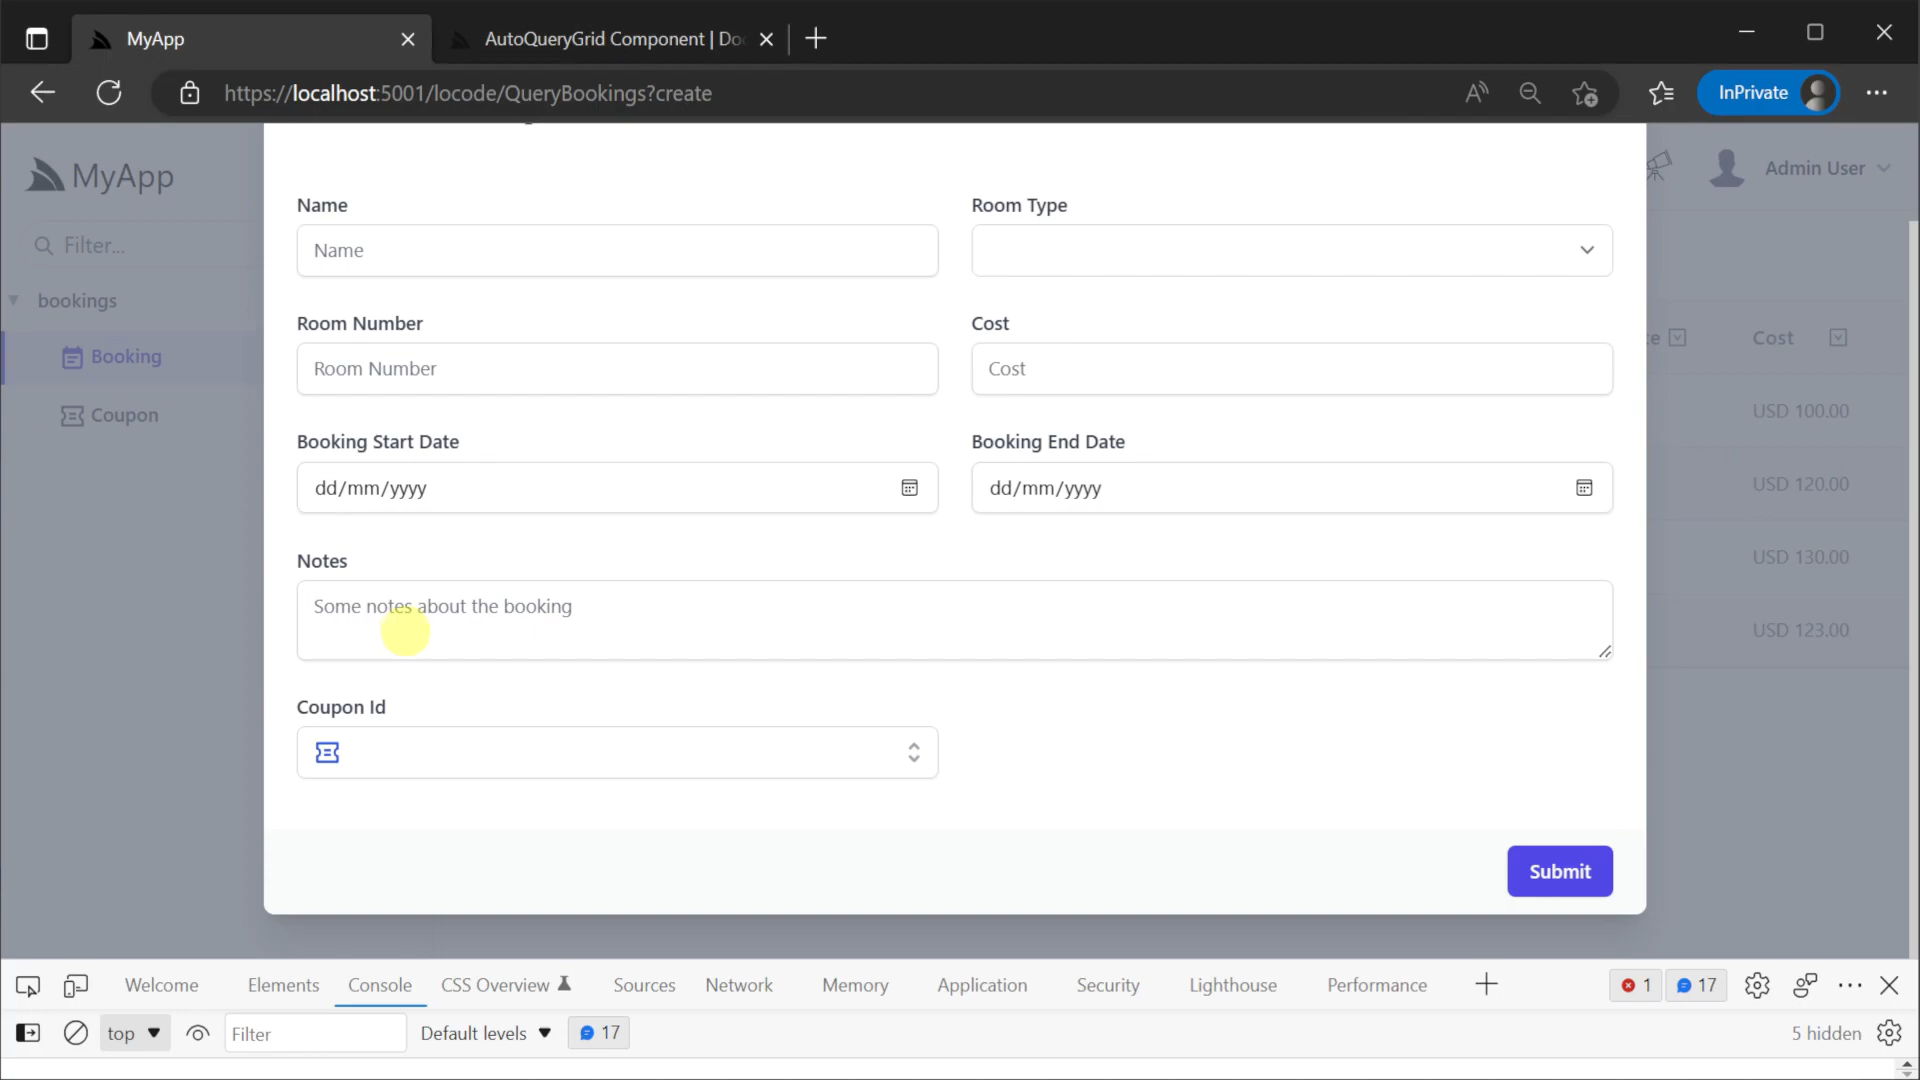 MyApp
AutoQueryGrid Component | Do
https://localhost:5001/locode/QueryBookings?create
InPrivate
MyApp
Admin User
Filter...
bookings
Booking
Coupon
Name
Room Type
Name
Room Number
Cost
Room Number
Cost
Booking Start Date
Booking End Date
dd/mm/yyyy
dd/mm/yyyy
Notes
Some notes about the booking
Coupon Id
Submit
Cost
USD 100.00
USD 120.00
USD 130.00
USD 123.00
Welcome Elements Console CSS Overview Sources Network Memory Application Security Lighthouse Performance 1 17
top Filter Default levels 17 5 hidden